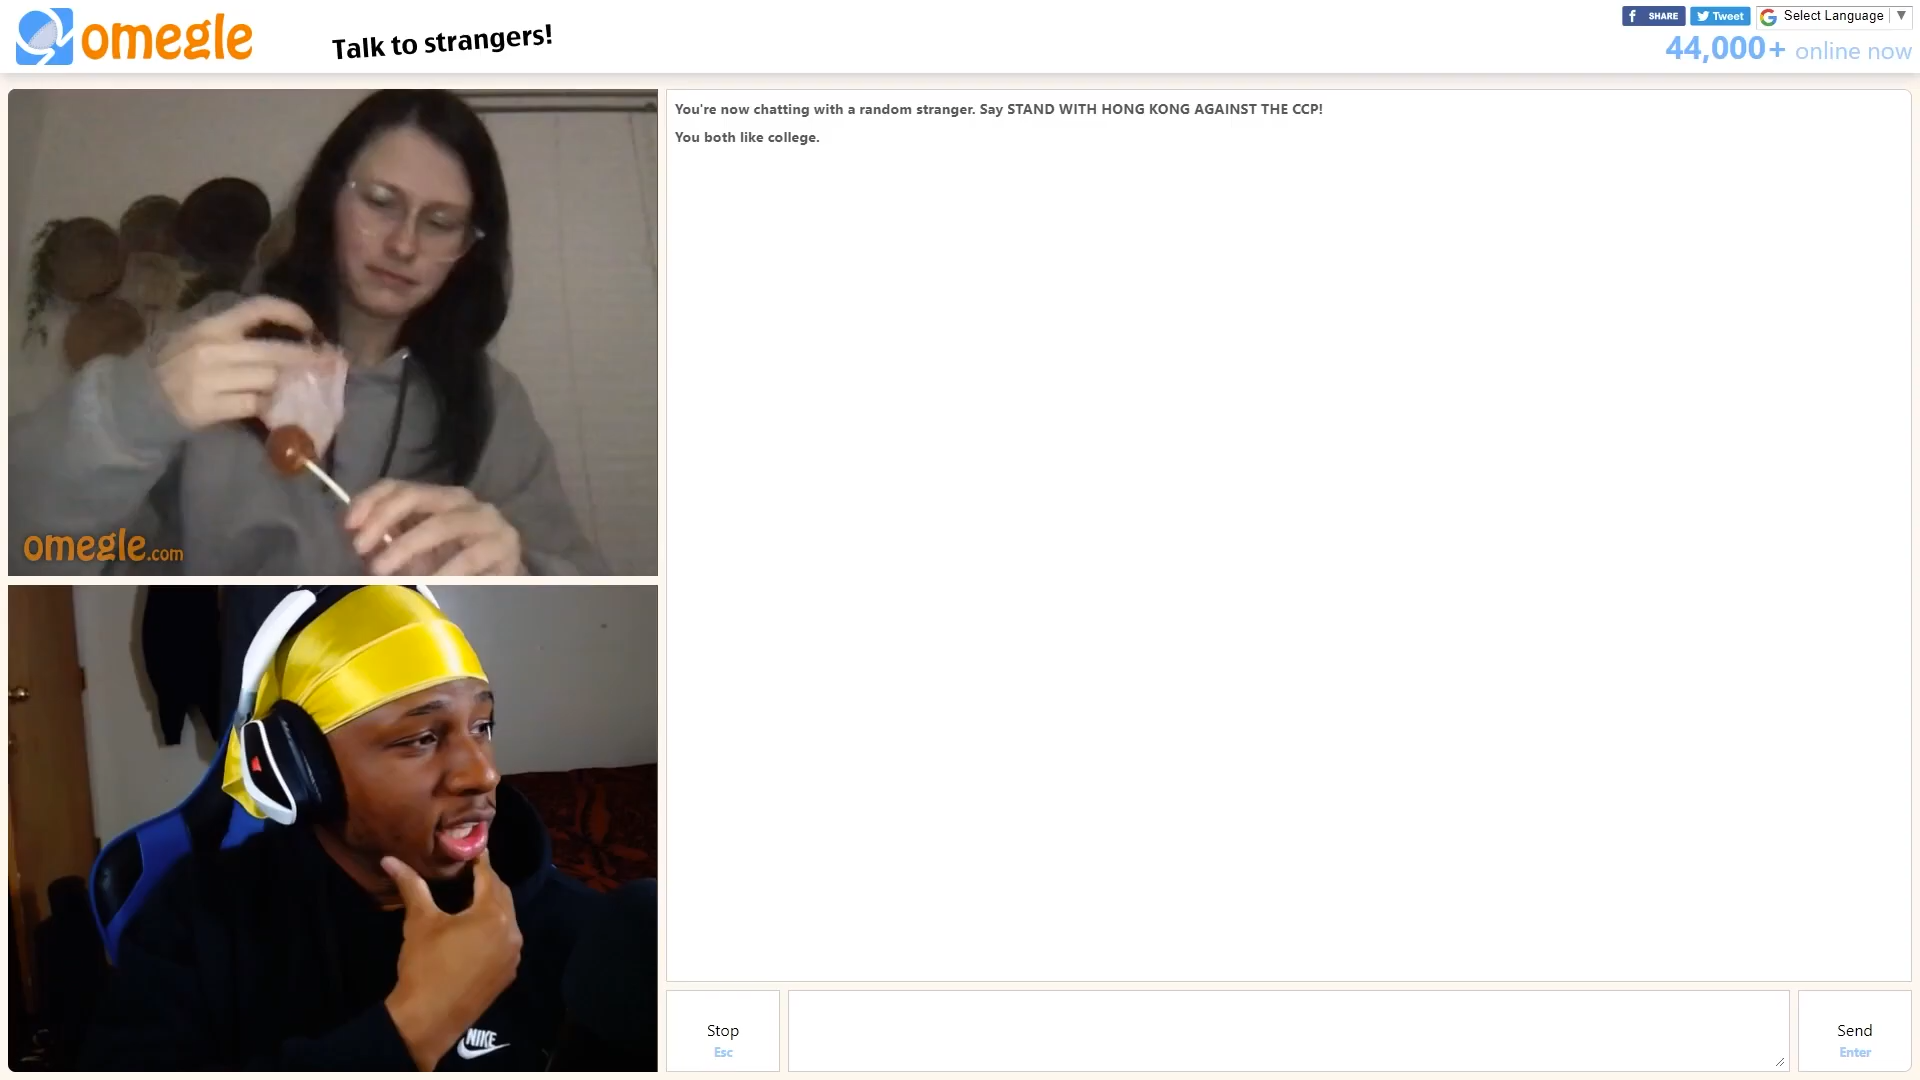 omegle
Talk to strangers!
f SHARE
Tweet
Select Language ▼
44,000+ online now
You're now chatting with a random stranger. Say STAND WITH HONG KONG AGAINST THE CCP!
You both like college.
omegle.com
NIKE
Stop
Esc
Send
Enter